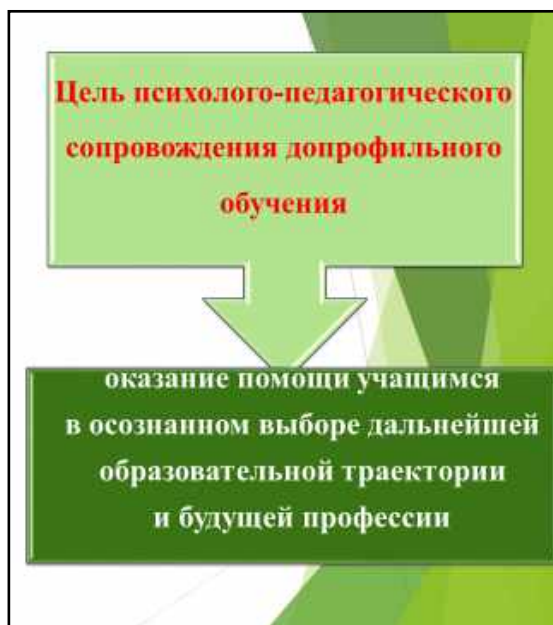 Цель психолого-педагогического
сопровождения допрофильного
обучения
оказание помощи учащимся
в осознанном выборе дальнейшей
образовательной траектории
и будущей профессии